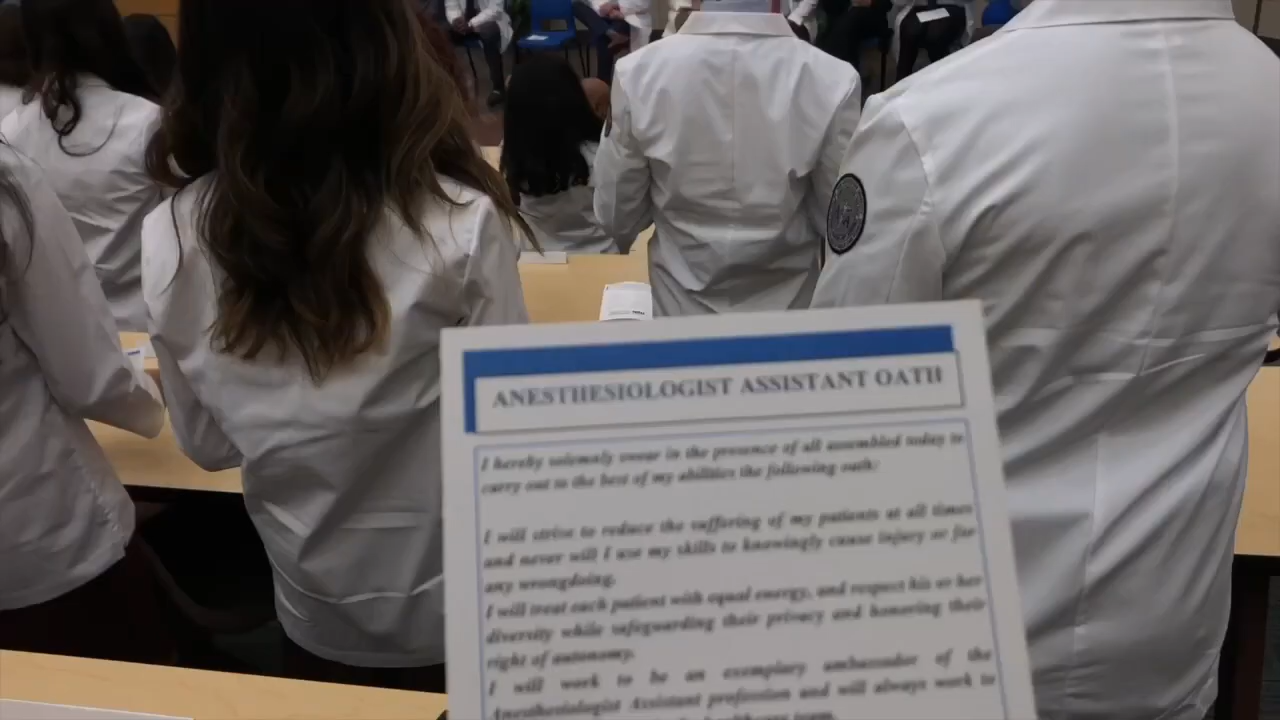 ANESTHESIOLOGIST ASSISTANT OATH
I hereby solemnly swear in the presence of all assembled today to
carry out to the best of my abilities the following oath:
I will strive to reduce the suffering of my patients at all times
and never will I use my skills to knowingly cause injury or for
any wrongdoing.
I will treat each patient with equal energy, and respect his or her
diversity while safeguarding their privacy and honoring their
right of autonomy.
I will work to be an exemplary ambassador of the
Anesthesiologist Assistant profession and will always work to
healthcare team.